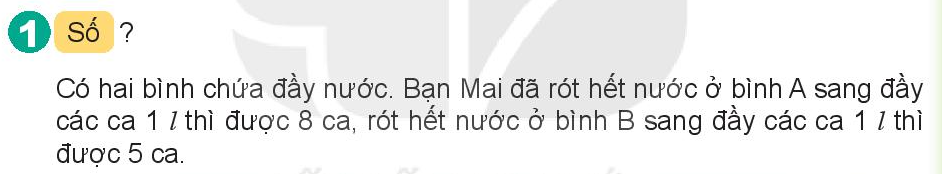 1 Số ?
Có hai bình chứa đầy nước. Bạn Mai đã rót hết nước ở bình A sang đầy
các ca 1 l thì được 8 ca, rót hết nước ở bình B sang đầy các ca 1 l thì
được 5 ca.